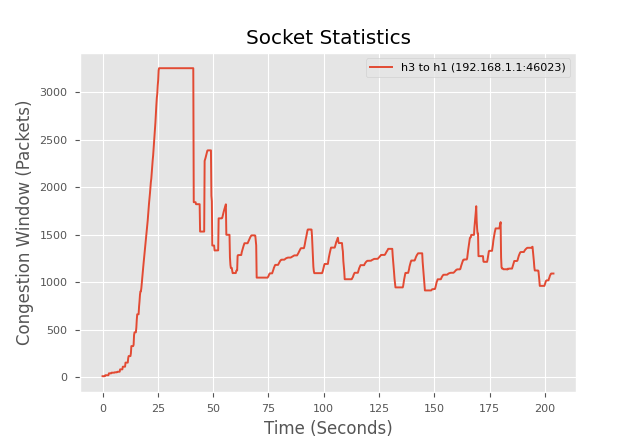 Socket Statistics
h3 to h1 (192.168.1.1:46023)
Congestion Window (Packets)
3000
2500
2000
1500
1000
500
0
0 25 50 75 100 125 150 175 200
Time (Seconds)